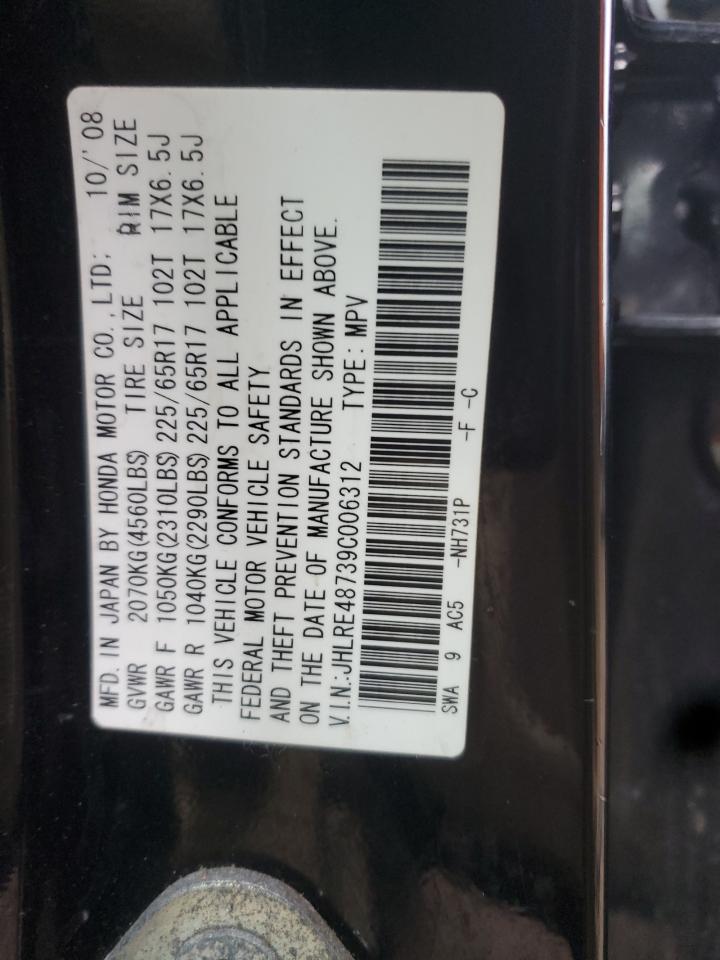 MFD. IN JAPAN BY HONDA MOTOR CO.,LTD; 10/'08
GVWR 2070KG(4560LBS) TIRE SIZE RIM SIZE
GAWR F 1050KG(2310LBS) 225/65R17 102T 17X6.5J
GAWR R 1040KG(2290LBS) 225/65R17 102T 17X6.5J
THIS VEHICLE CONFORMS TO ALL APPLICABLE
FEDERAL MOTOR VEHICLE SAFETY
AND THEFT PREVENTION STANDARDS IN EFFECT
ON THE DATE OF MANUFACTURE SHOWN ABOVE.
V.I.N.:JHLRE48739C006312 TYPE: MPV
SWA 9 AC5 -NH731P -F -C